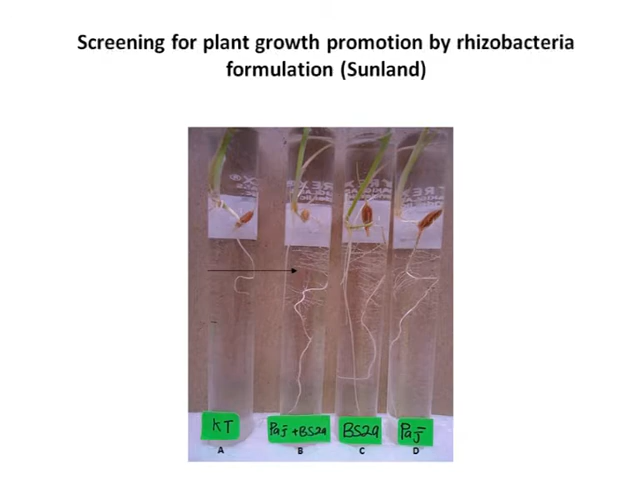 Screening for plant growth promotion by rhizobacteria
formulation (Sunland)
KT
Paj +BS29
BS29
Paj
A
B
C
D